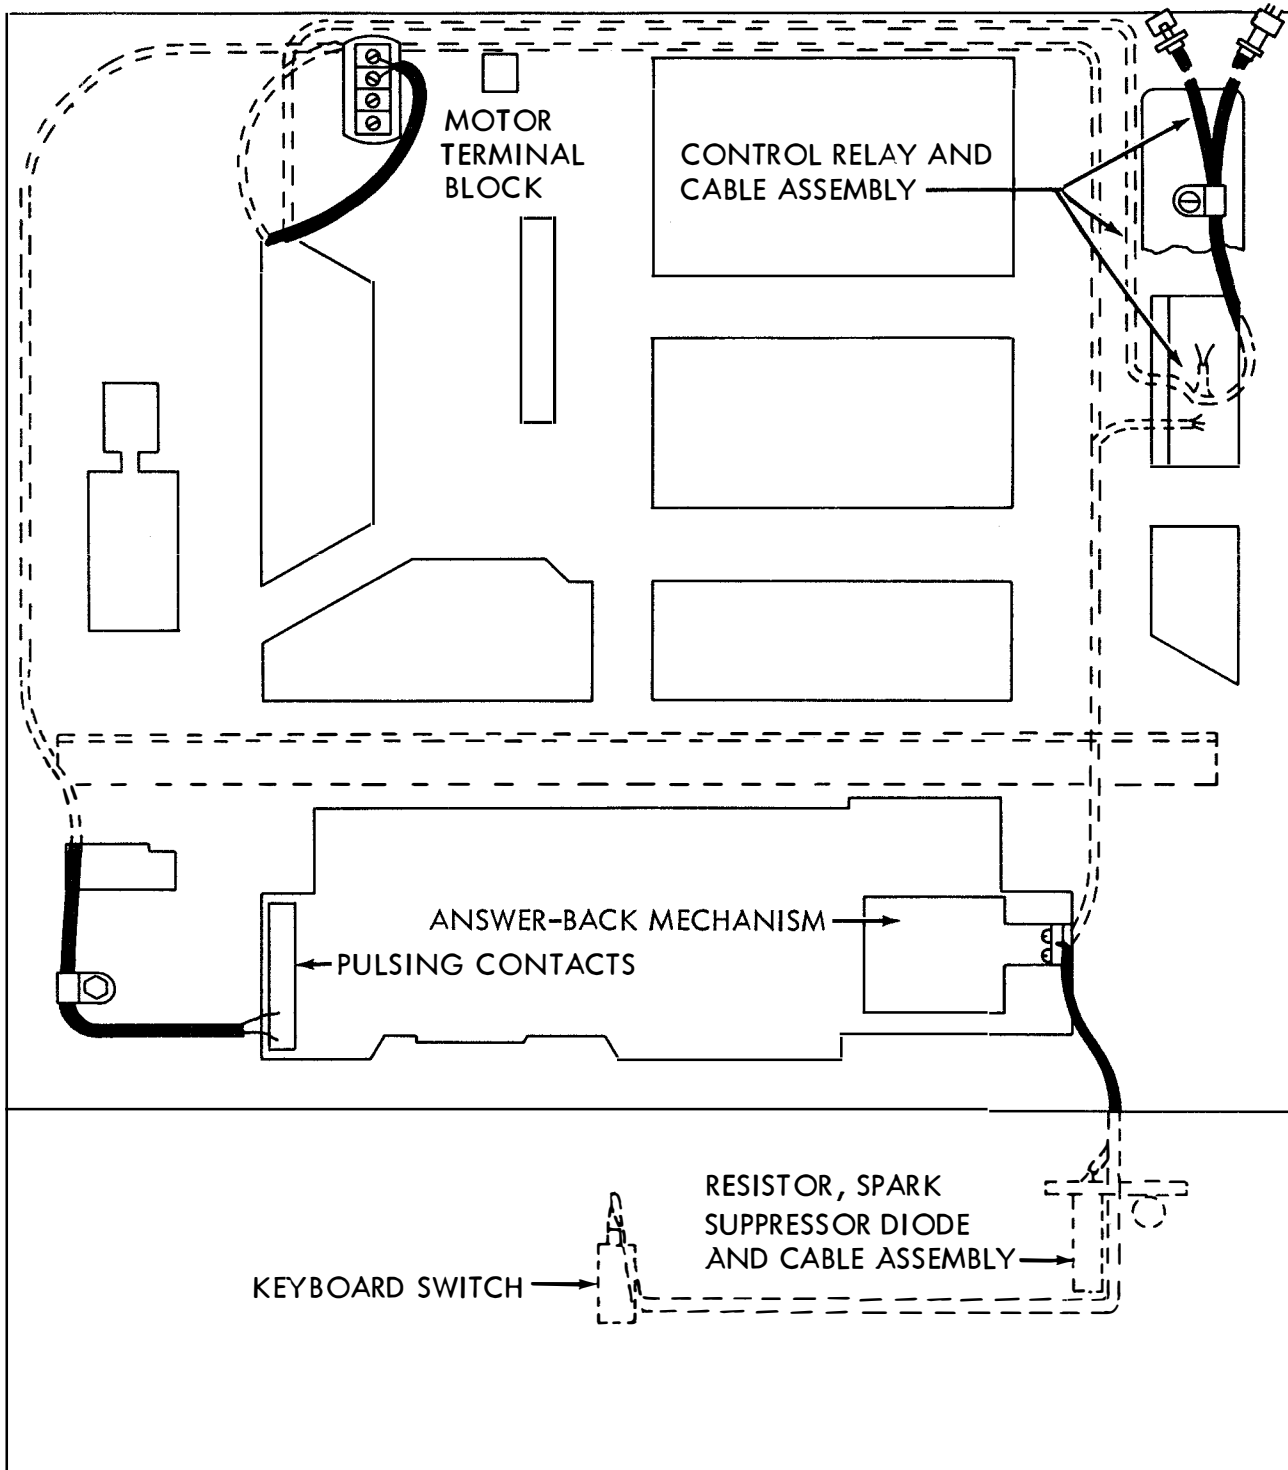 MOTOR
TERMINAL
BLOCK
CONTROL RELAY AND
CABLE ASSEMBLY
ANSWER-BACK MECHANISM
PULSING CONTACTS
RESISTOR, SPARK
SUPPRESSOR DIODE
AND CABLE ASSEMBLY
KEYBOARD SWITCH